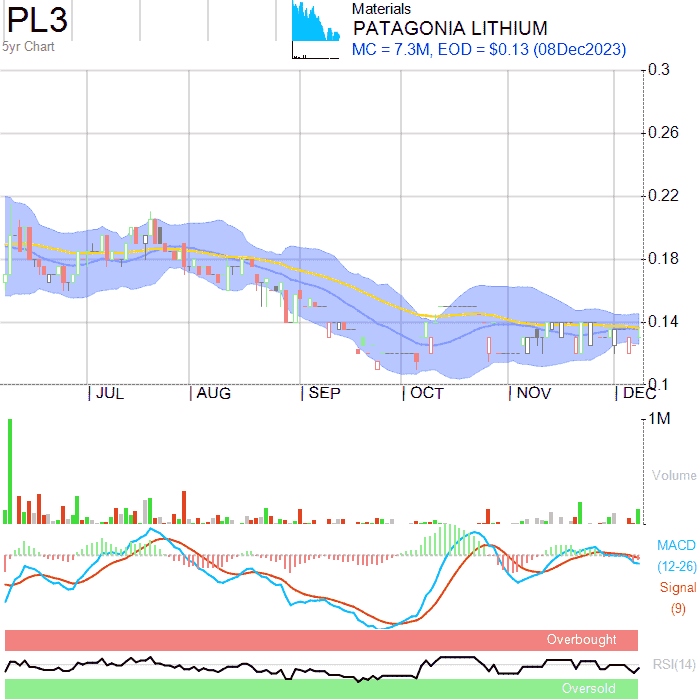 PL3
5yr Chart
Materials
PATAGONIA LITHIUM
MC = 7.3M, EOD = $0.13 (08Dec2023)
0.3
0.26
0.22
0.18
0.14
0.1
JUL
AUG
SEP
OCT
NOV
DEC
1M
Volume
MACD
(12-26)
Signal
(9)
Overbought
RSI(14)
Oversold